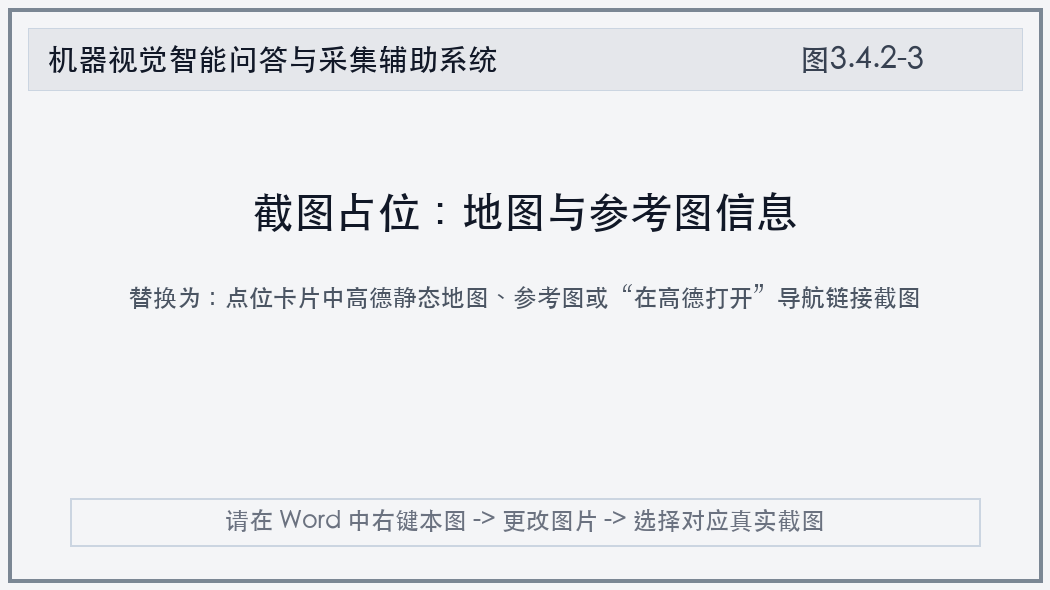 机器视觉智能问答与采集辅助系统
图3.4.2-3
截图占位：地图与参考图信息
替换为：点位卡片中高德静态地图、参考图或“在高德打开”导航链接截图
请在 Word 中右键本图 -> 更改图片 -> 选择对应真实截图